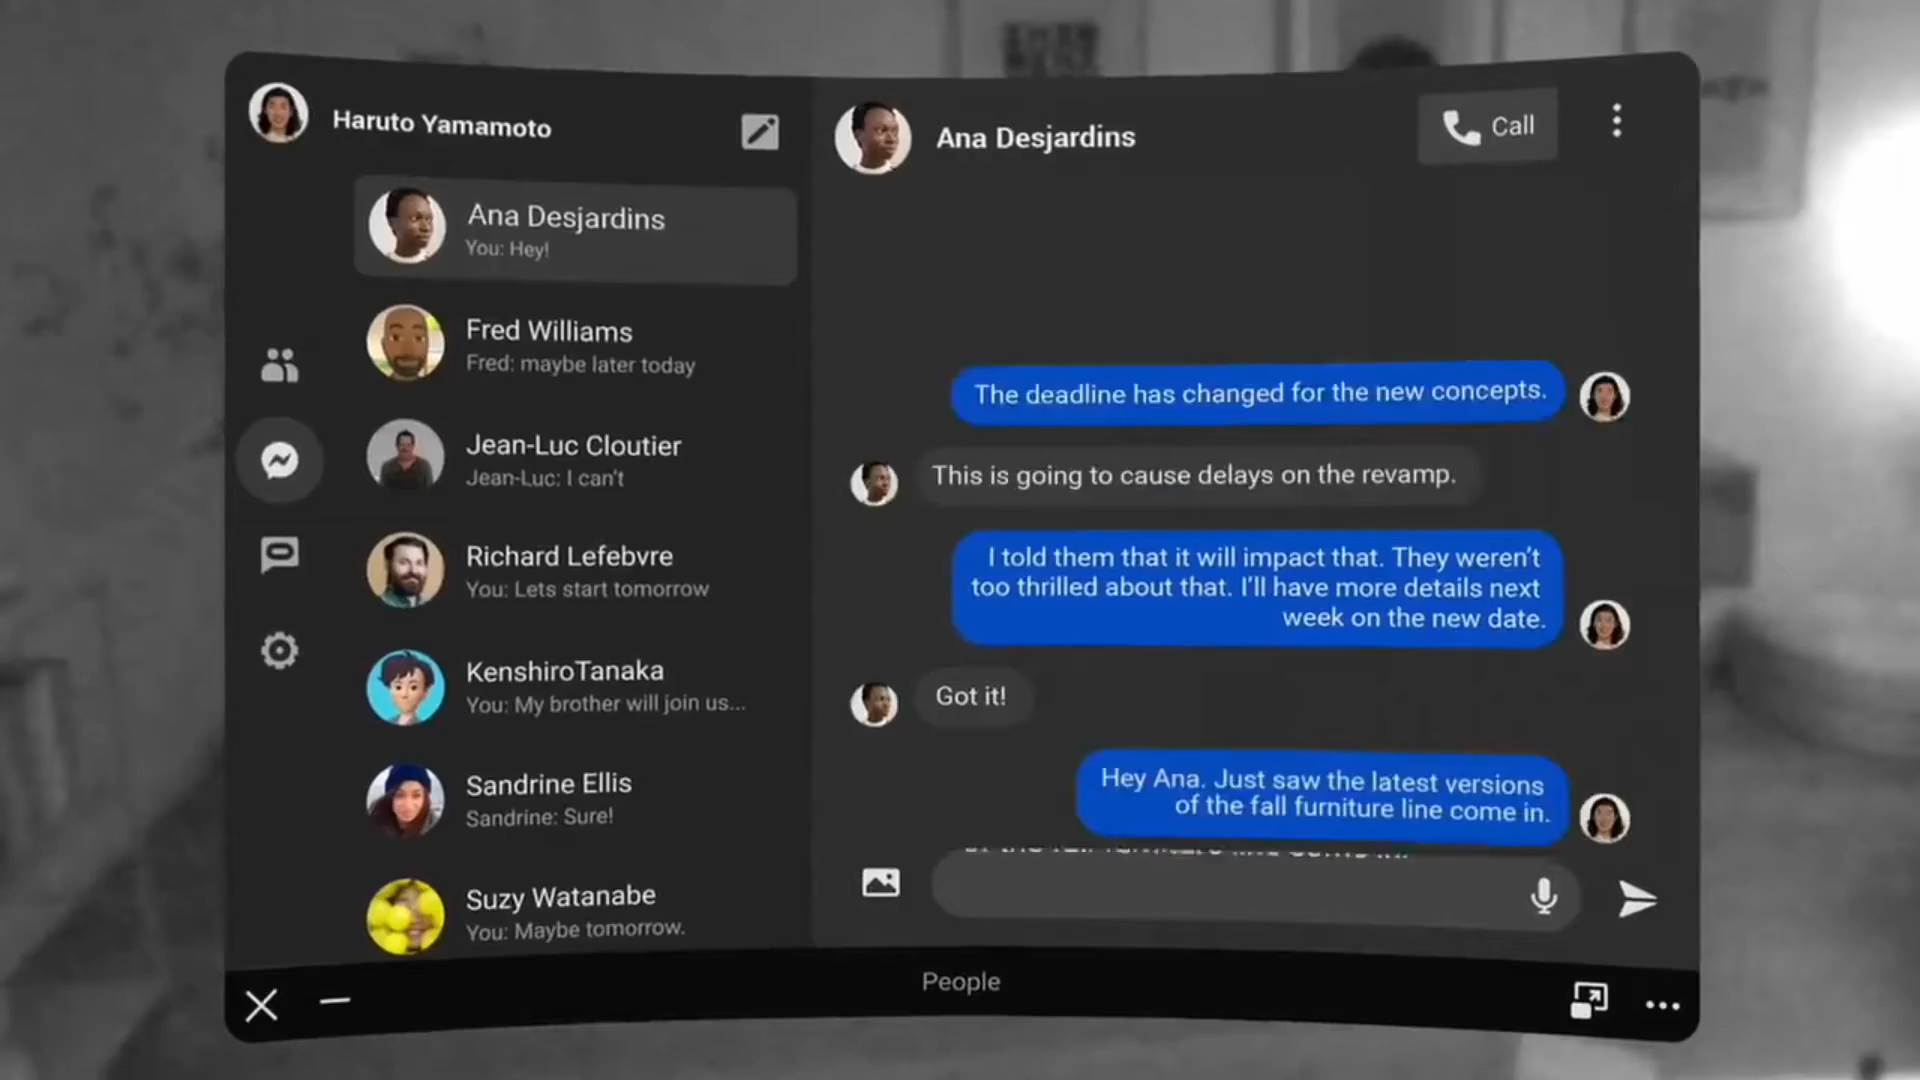 Haruto Yamamoto
Ana Desjardins
You: Hey!
Fred Williams
Fred: maybe later today
Jean-Luc Cloutier
Jean-Luc: I can't
Richard Lefebvre
You: Lets start tomorrow
KenshiroTanaka
You: My brother will join us...
Sandrine Ellis
Sandrine: Sure!
Suzy Watanabe
You: Maybe tomorrow.
Ana Desjardins
Call
The deadline has changed for the new concepts.
This is going to cause delays on the revamp.
I told them that it will impact that. They weren’t
too thrilled about that. I’ll have more details next
week on the new date.
Got it!
Hey Ana. Just saw the latest versions
of the fall furniture line come in.
People